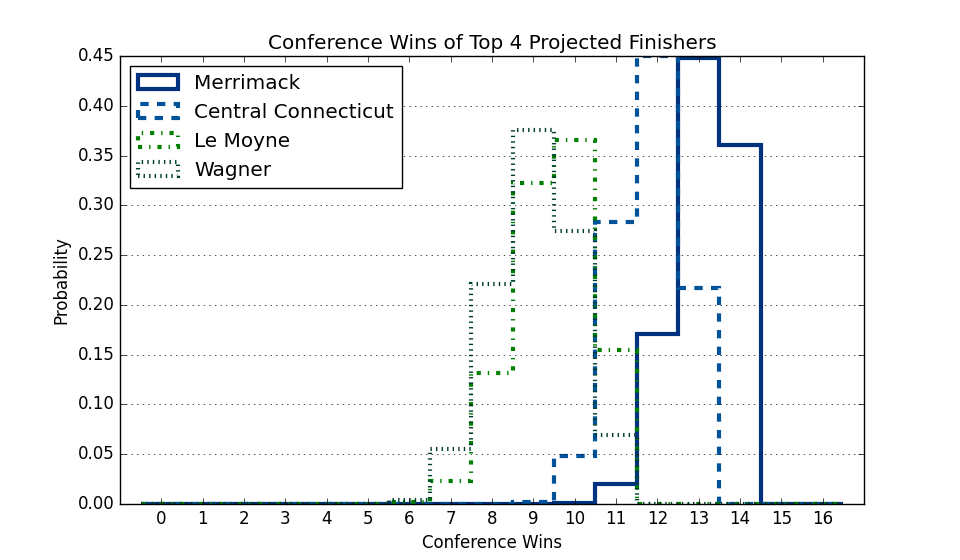 Conference Wins of Top 4 Projected Finishers
Merrimack
Central Connecticut
Le Moyne
Wagner
0.45
0.40
0.35
0.30
0.25
0.20
0.15
0.10
0.05
0.00
Probability
0 1 2 3 4 5 6 7 8 9 10 11 12 13 14 15 16
Conference Wins